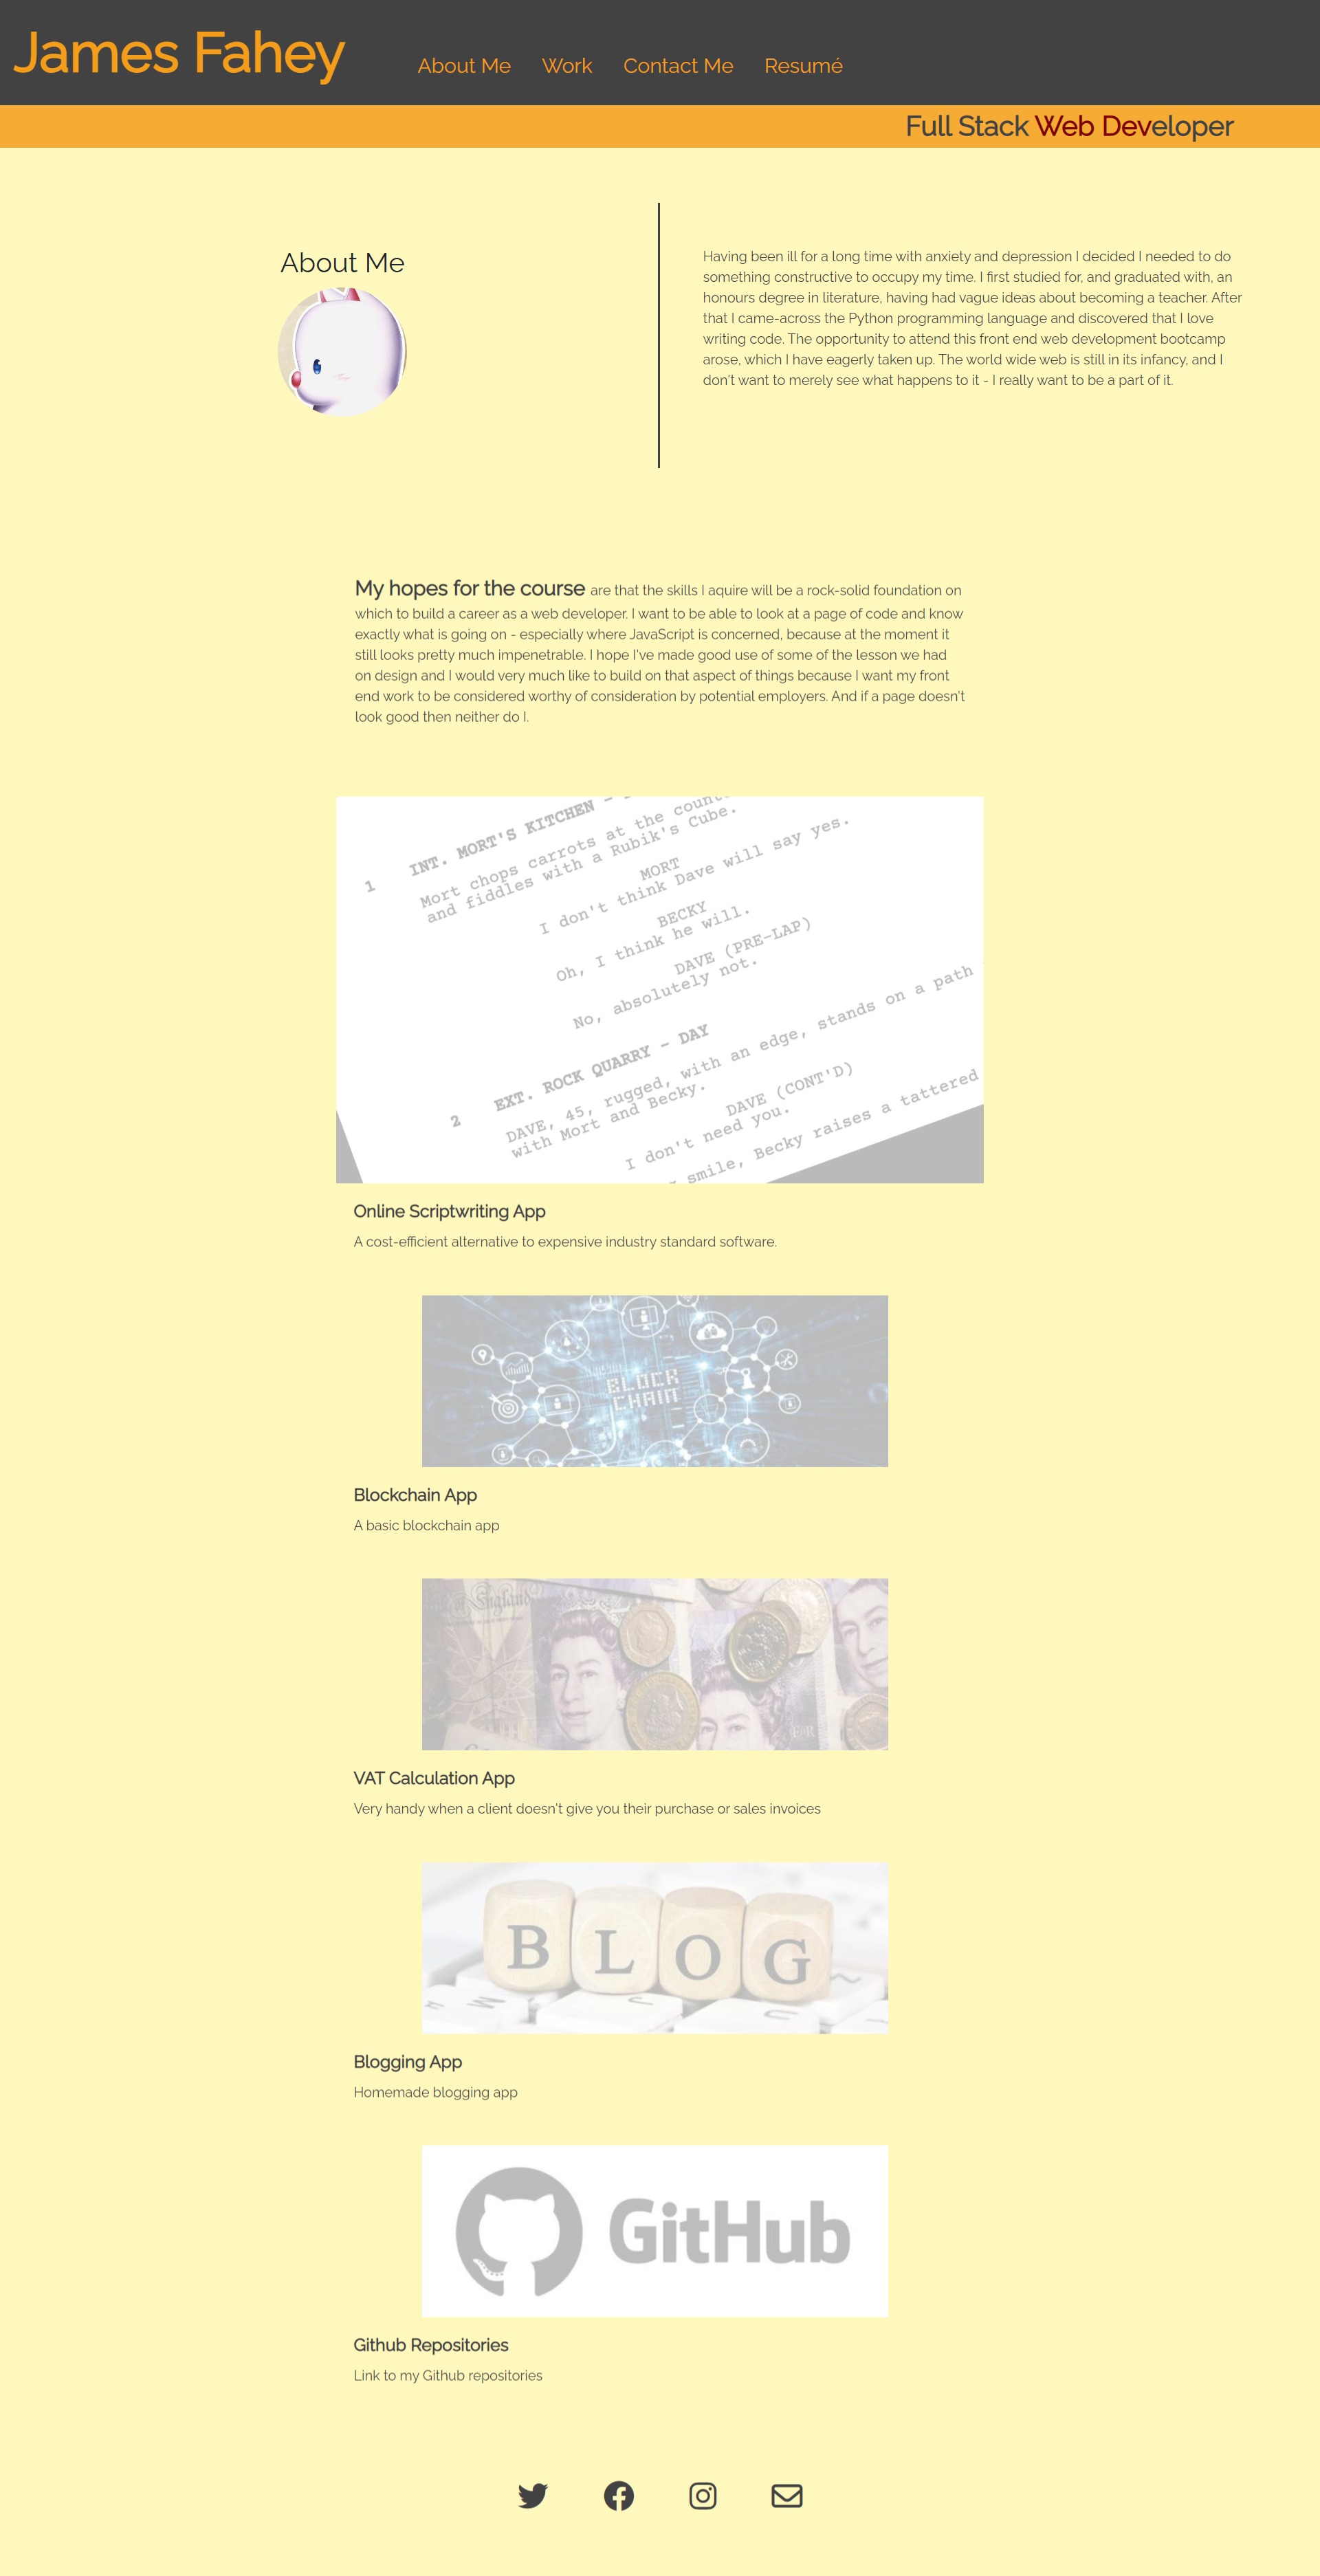 James Fahey
About Me
Work
Contact Me
Resumé
Full Stack Web Developer
About Me
Having been ill for a long time with anxiety and depression I decided I needed to do
something constructive to occupy my time. I first studied for, and graduated with, an
honours degree in literature, having had vague ideas about becoming a teacher. After
that I came-across the Python programming language and discovered that I love
writing code. The opportunity to attend this front end web development bootcamp
arose, which I have eagerly taken up. The world wide web is still in its infancy, and I
don't want to merely see what happens to it - I really want to be a part of it.
My hopes for the course are that the skills I aquire will be a rock-solid foundation on
which to build a career as a web developer. I want to be able to look at a page of code and know
exactly what is going on - especially where JavaScript is concerned, because at the moment it
still looks pretty much impenetrable. I hope I've made good use of some of the lesson we had
on design and I would very much like to build on that aspect of things because I want my front
end work to be considered worthy of consideration by potential employers. And if a page doesn't
look good then neither do I.
1 INT. MORT'S KITCHEN -
Mort chops carrots at the
and fiddles with a Rubik's Cube.
MORT
I don't think Dave will say yes.
BECKY
Oh, I think he will.
DAVE (PRE-LAP)
No, absolutely not.
2 EXT. ROCK QUARRY - DAY
DAVE, 45, rugged, with an edge, stands on a path
with Mort and Becky.
DAVE (CONT'D)
I don't need you.
smile, Becky raises a tattered
Online Scriptwriting App
A cost-efficient alternative to expensive industry standard software.
BLOCK
CHAIN
Blockchain App
A basic blockchain app
England
VAT Calculation App
Very handy when a client doesn't give you their purchase or sales invoices
BLOG
Blogging App
Homemade blogging app
GitHub
Github Repositories
Link to my Github repositories